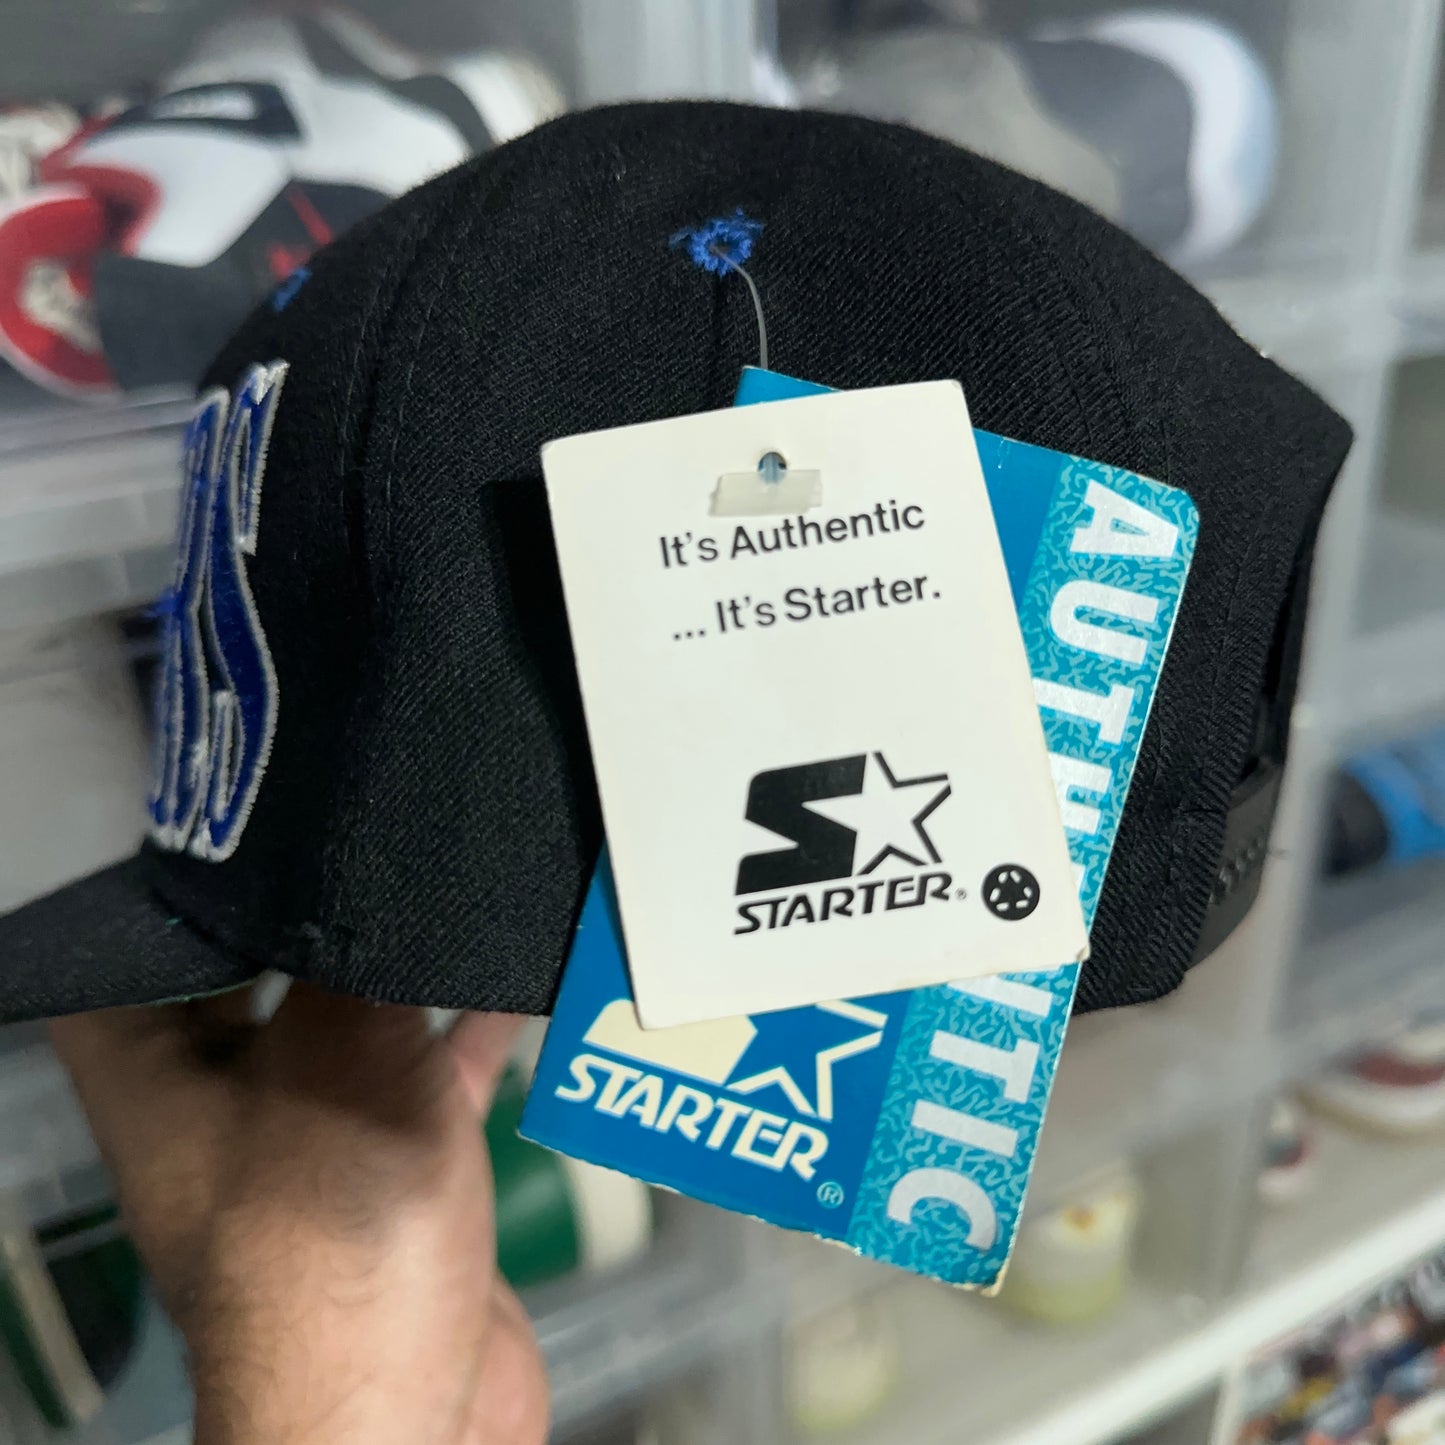 It's Authentic
... It's Starter.
STARTER®
AUTHENTIC
STARTER®